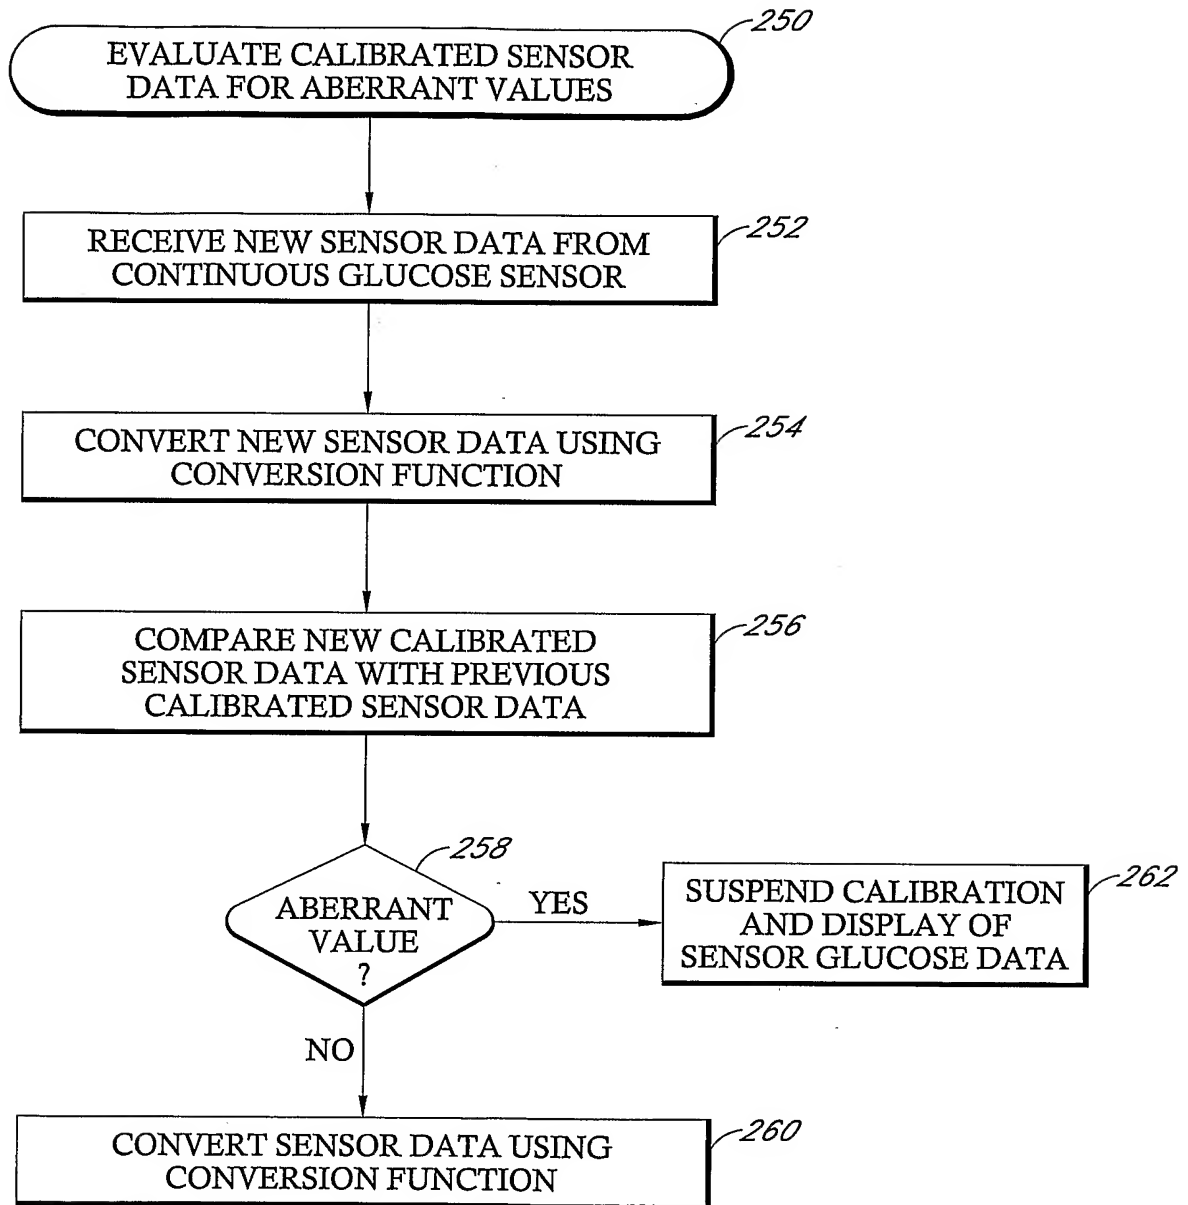 250
EVALUATE CALIBRATED SENSOR
DATA FOR ABERRANT VALUES
252
RECEIVE NEW SENSOR DATA FROM
CONTINUOUS GLUCOSE SENSOR
254
CONVERT NEW SENSOR DATA USING
CONVERSION FUNCTION
256
COMPARE NEW CALIBRATED
SENSOR DATA WITH PREVIOUS
CALIBRATED SENSOR DATA
258
ABERRANT
VALUE
?
YES
262
SUSPEND CALIBRATION
AND DISPLAY OF
SENSOR GLUCOSE DATA
NO
260
CONVERT SENSOR DATA USING
CONVERSION FUNCTION